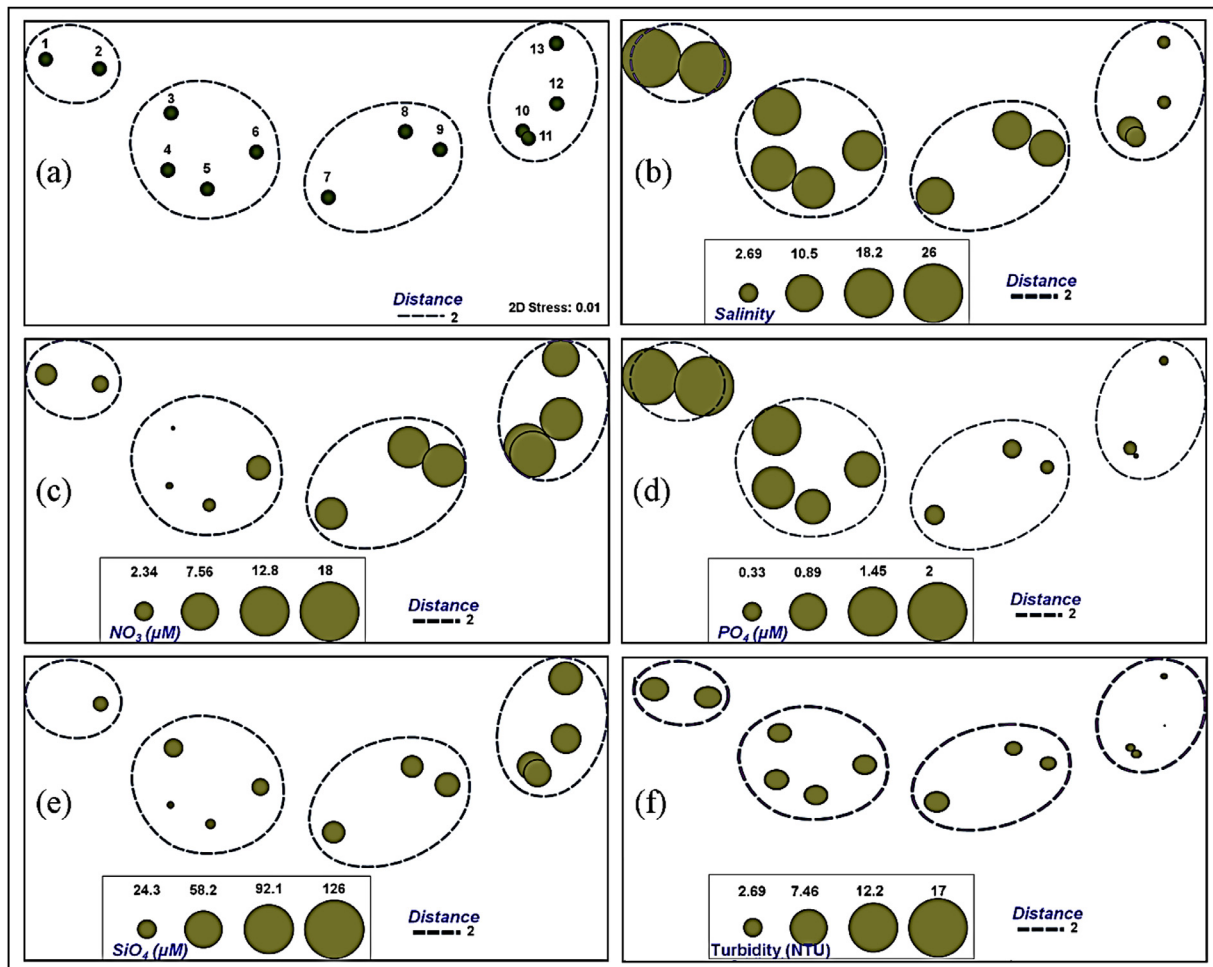 1
2
3
4
5
6
7
8
9
10
11
12
13
(a)
Distance
2
2D Stress: 0.01
(b)
2.69 10.5 18.2 26
Salinity
Distance
2
(c)
2.34 7.56 12.8 18
NO3 (µM)
Distance
2
(d)
0.33 0.89 1.45 2
PO4 (µM)
Distance
2
(e)
24.3 58.2 92.1 126
SiO4 (µM)
Distance
2
(f)
2.69 7.46 12.2 17
Turbidity (NTU)
Distance
2